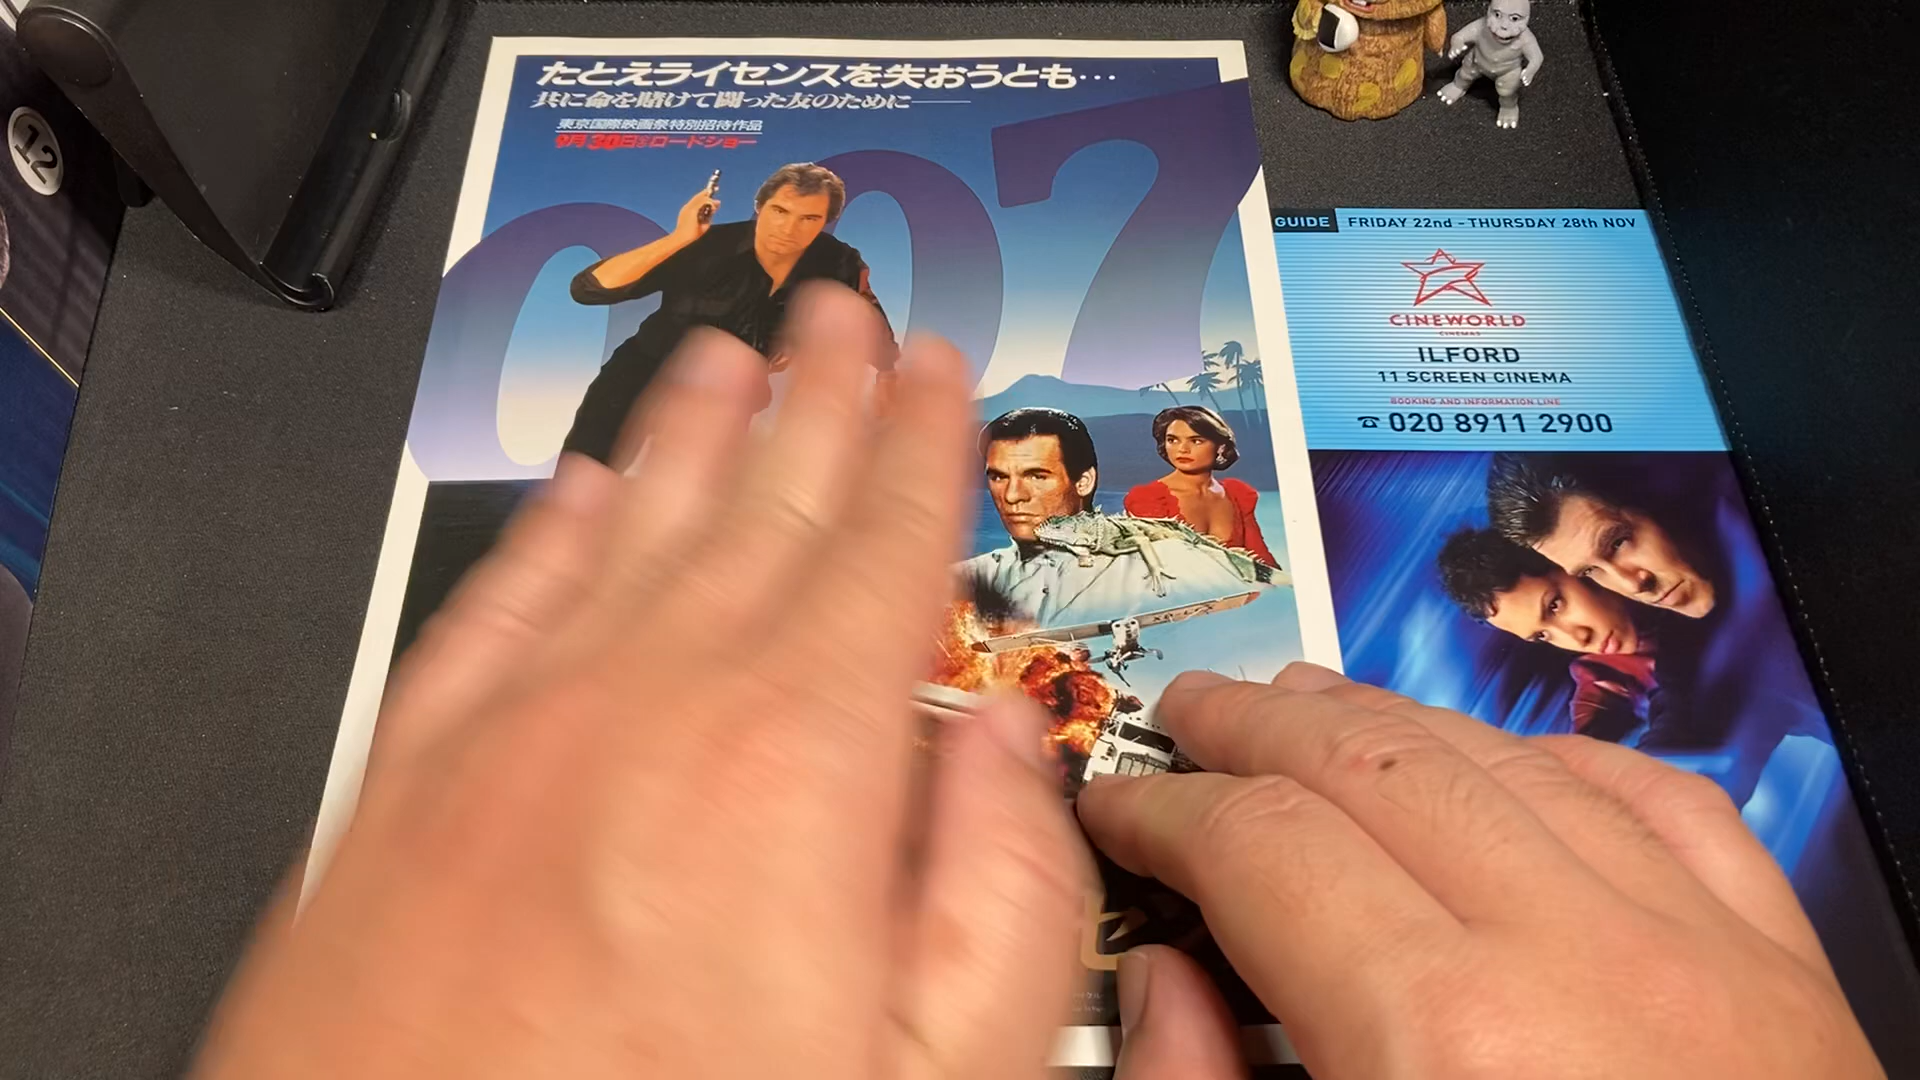 たとえライセンスを失おうとも…
共に命を賭けて闘った友のために——
東京国際映画祭特別招待作品
9月30日ロードショー
007
GUIDE FRIDAY 22nd - THURSDAY 28th NOV
CINEWORLD
CINEMAS
ILFORD
11 SCREEN CINEMA
BOOKING AND INFORMATION LINE
☎ 020 8911 2900
12